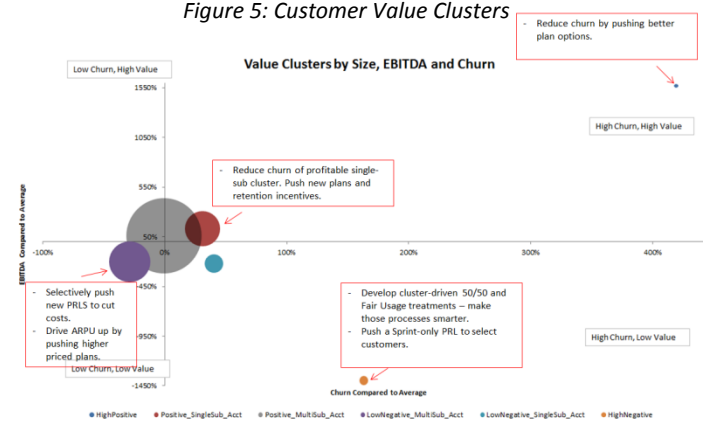 Figure 5: Customer Value Clusters
- Reduce churn by pushing better
plan options.
Low Churn, High Value
Value Clusters by Size, EBITDA and Churn
1550%
High Churn, High Value
1050%
- Reduce churn of profitable single-
sub cluster. Push new plans and
retention incentives.
550%
EBITDA Compared to Average
50%
-100%
0%
100%
200%
300%
400%
-450%
- Selectively push
new PRLS to cut
costs.
- Drive ARPU up by
pushing higher
priced plans.
- Develop cluster-driven 50/50 and
Fair Usage treatments – make
those processes smarter.
- Push a Sprint-only PRL to select
customers.
-950%
High Churn, Low Value
Low Churn, Low Value
-1450%
Churn Compared to Average
HighPositive
Positive_SingleSub_Acct
Positive_MultiSub_Acct
LowNegative_MultiSub_Acct
LowNegative_SingleSub_Acct
HighNegative